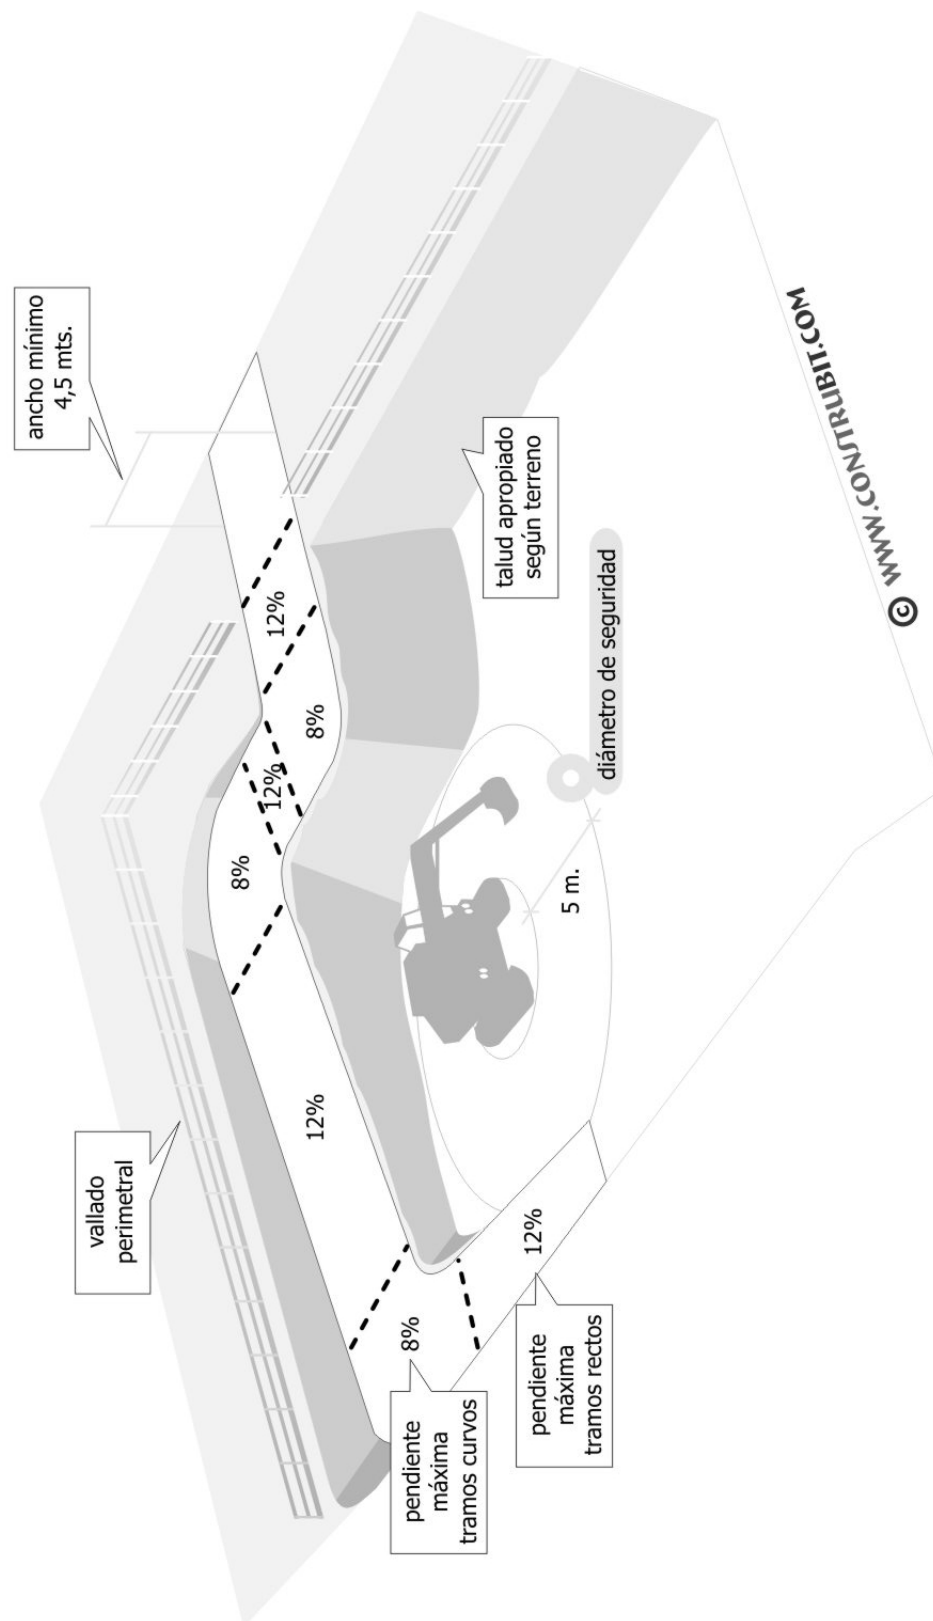 ancho mínimo
4,5 mts.
vallado
perimetral
12%
8%
12%
8%
12%
8%
12%
talud apropiado
según terreno
diámetro de seguridad
5 m.
pendiente
máxima
tramos curvos
pendiente
máxima
tramos rectos
© WWW.CONSTRUBIT.COM